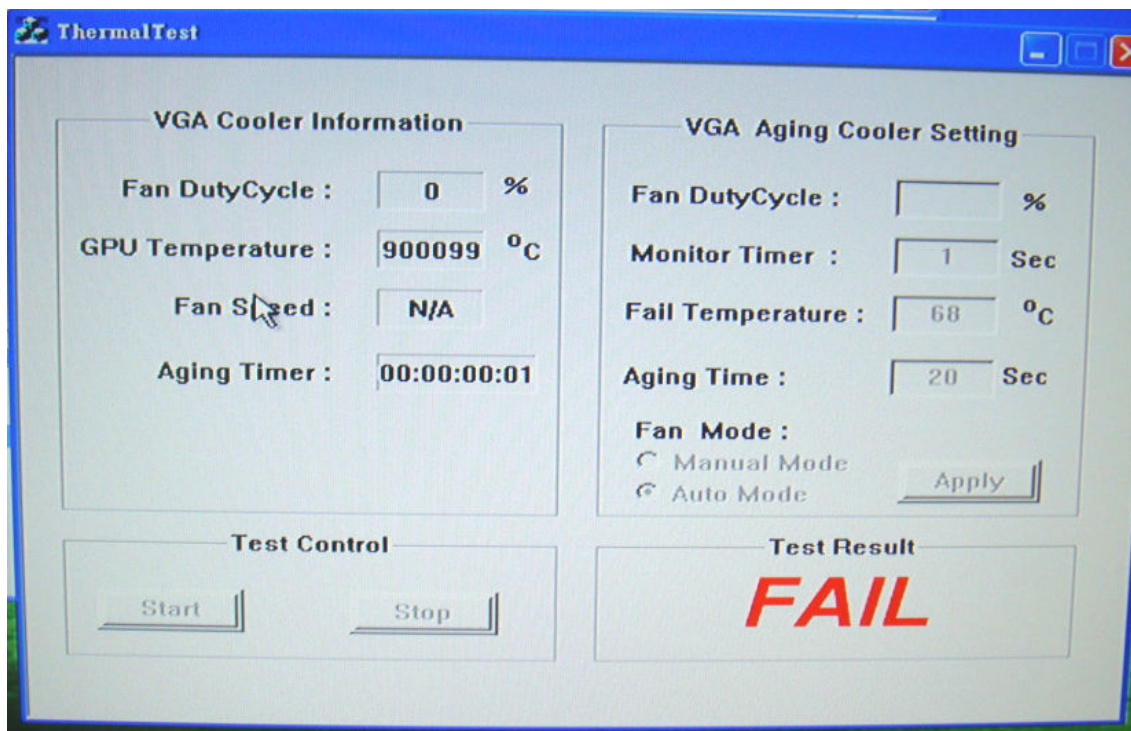 ThermalTest
VGA Cooler Information
Fan DutyCycle : 0 %
GPU Temperature : 900099 °C
Fan Speed : N/A
Aging Timer : 00:00:00:01
VGA Aging Cooler Setting
Fan DutyCycle : %
Monitor Timer : 1 Sec
Fail Temperature : 68 °C
Aging Time : 20 Sec
Fan Mode :
Manual Mode
Auto Mode
Apply
Test Control
Start Stop
Test Result
FAIL